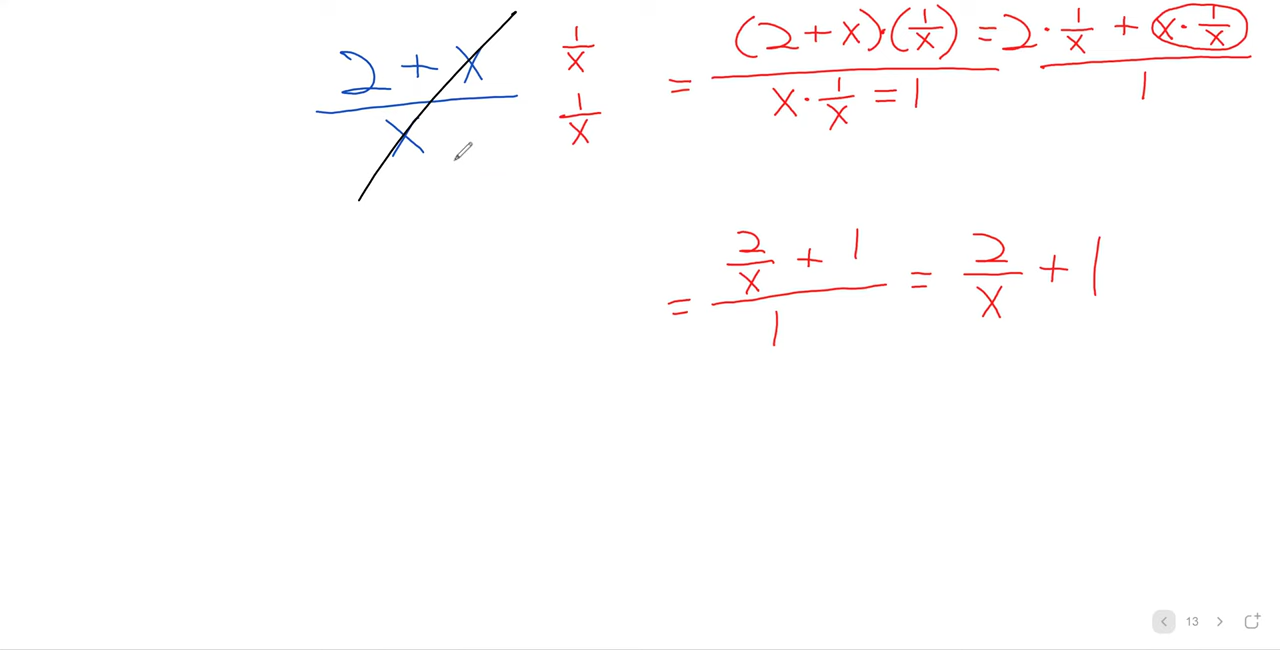 2 + x / x
1/x
1/x
= (2 + x)·(1/x) / x · 1/x = 1 = 2 · 1/x + x · 1/x / 1
= 2/x + 1 / 1 = 2/x + 1
13